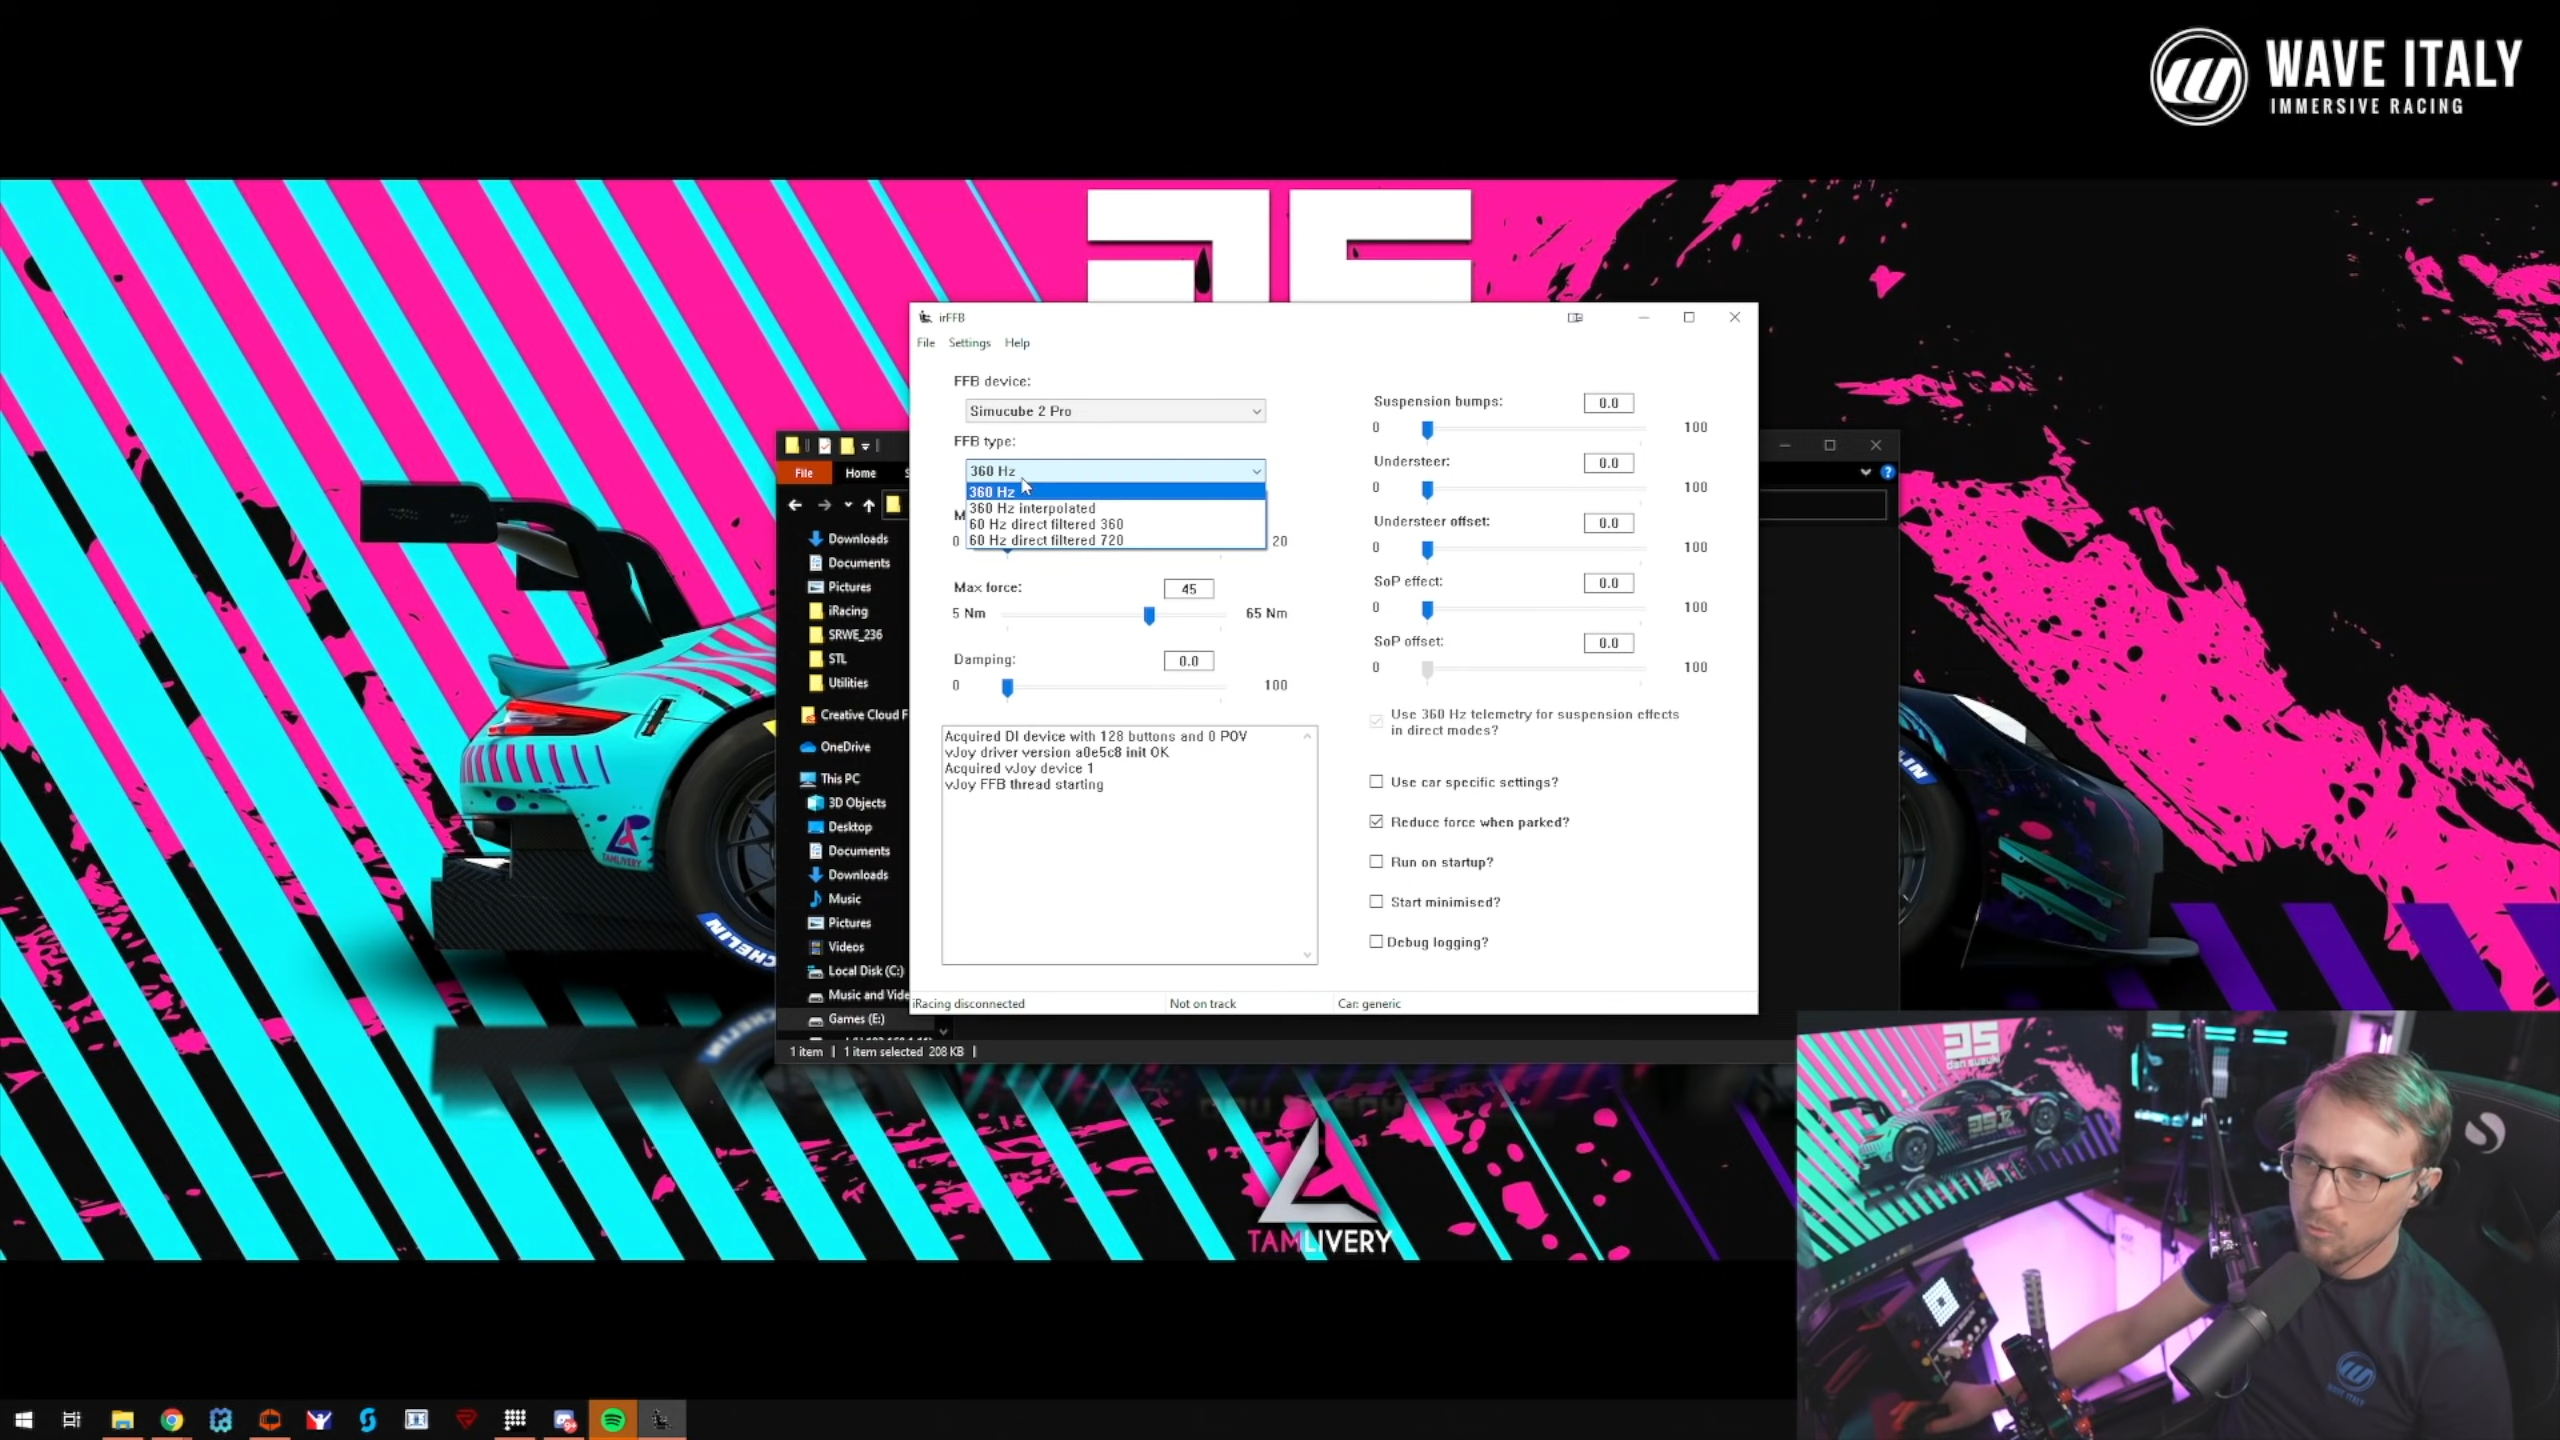 WAVE ITALY
IMMERSIVE RACING
irFFB
File Settings Help
FFB device:
Simucube 2 Pro
FFB type:
360 Hz
360 Hz
360 Hz interpolated
60 Hz direct filtered 360
60 Hz direct filtered 720
M
0 20
Max force: 45
5 Nm 65 Nm
Damping: 0.0
0 100
Acquired DI device with 128 buttons and 0 POV
vJoy driver version a0e5c8 init OK
Acquired vJoy device 1
vJoy FFB thread starting
Suspension bumps: 0.0
0 100
Understeer: 0.0
0 100
Understeer offset: 0.0
0 100
SoP effect: 0.0
0 100
SoP offset: 0.0
0 100
Use 360 Hz telemetry for suspension effects
in direct modes?
Use car specific settings?
Reduce force when parked?
Run on startup?
Start minimised?
Debug logging?
iRacing disconnected Not on track Car: generic
File Home S
Downloads
Documents
Pictures
iRacing
SRWE_236
STL
Utilities
Creative Cloud F
OneDrive
This PC
3D Objects
Desktop
Documents
Downloads
Music
Pictures
Videos
Local Disk (C:)
Music and Vide
Games (E:)
1 item 1 item selected 208 KB
TAMLIVERY
TAMLIVERY
35